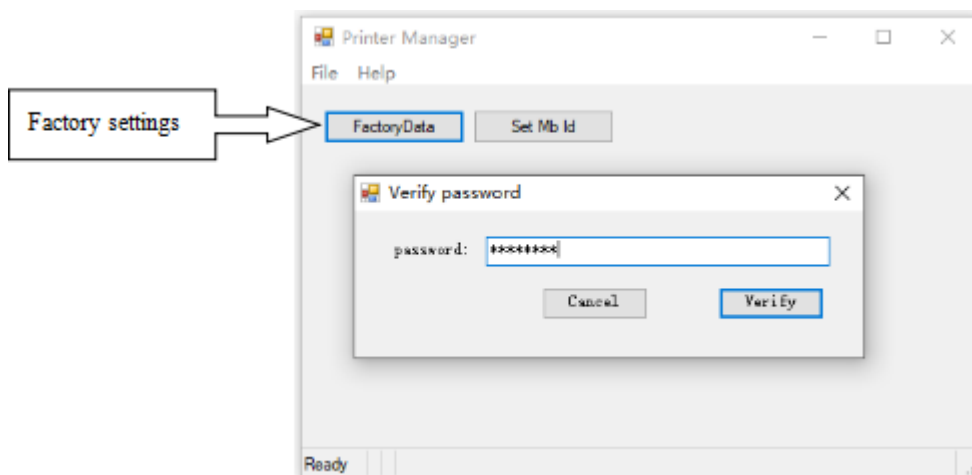 Printer Manager
File Help
Factory settings
FactoryData Set Mb Id
Verify password
password: ********
Cancel Verify
Ready